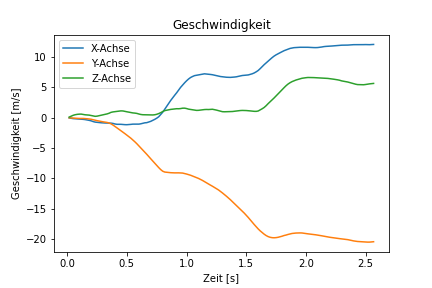 Geschwindigkeit
Geschwindigkeit [m/s]
10
5
0
−5
−10
−15
−20
X-Achse
Y-Achse
Z-Achse
0.0 0.5 1.0 1.5 2.0 2.5
Zeit [s]